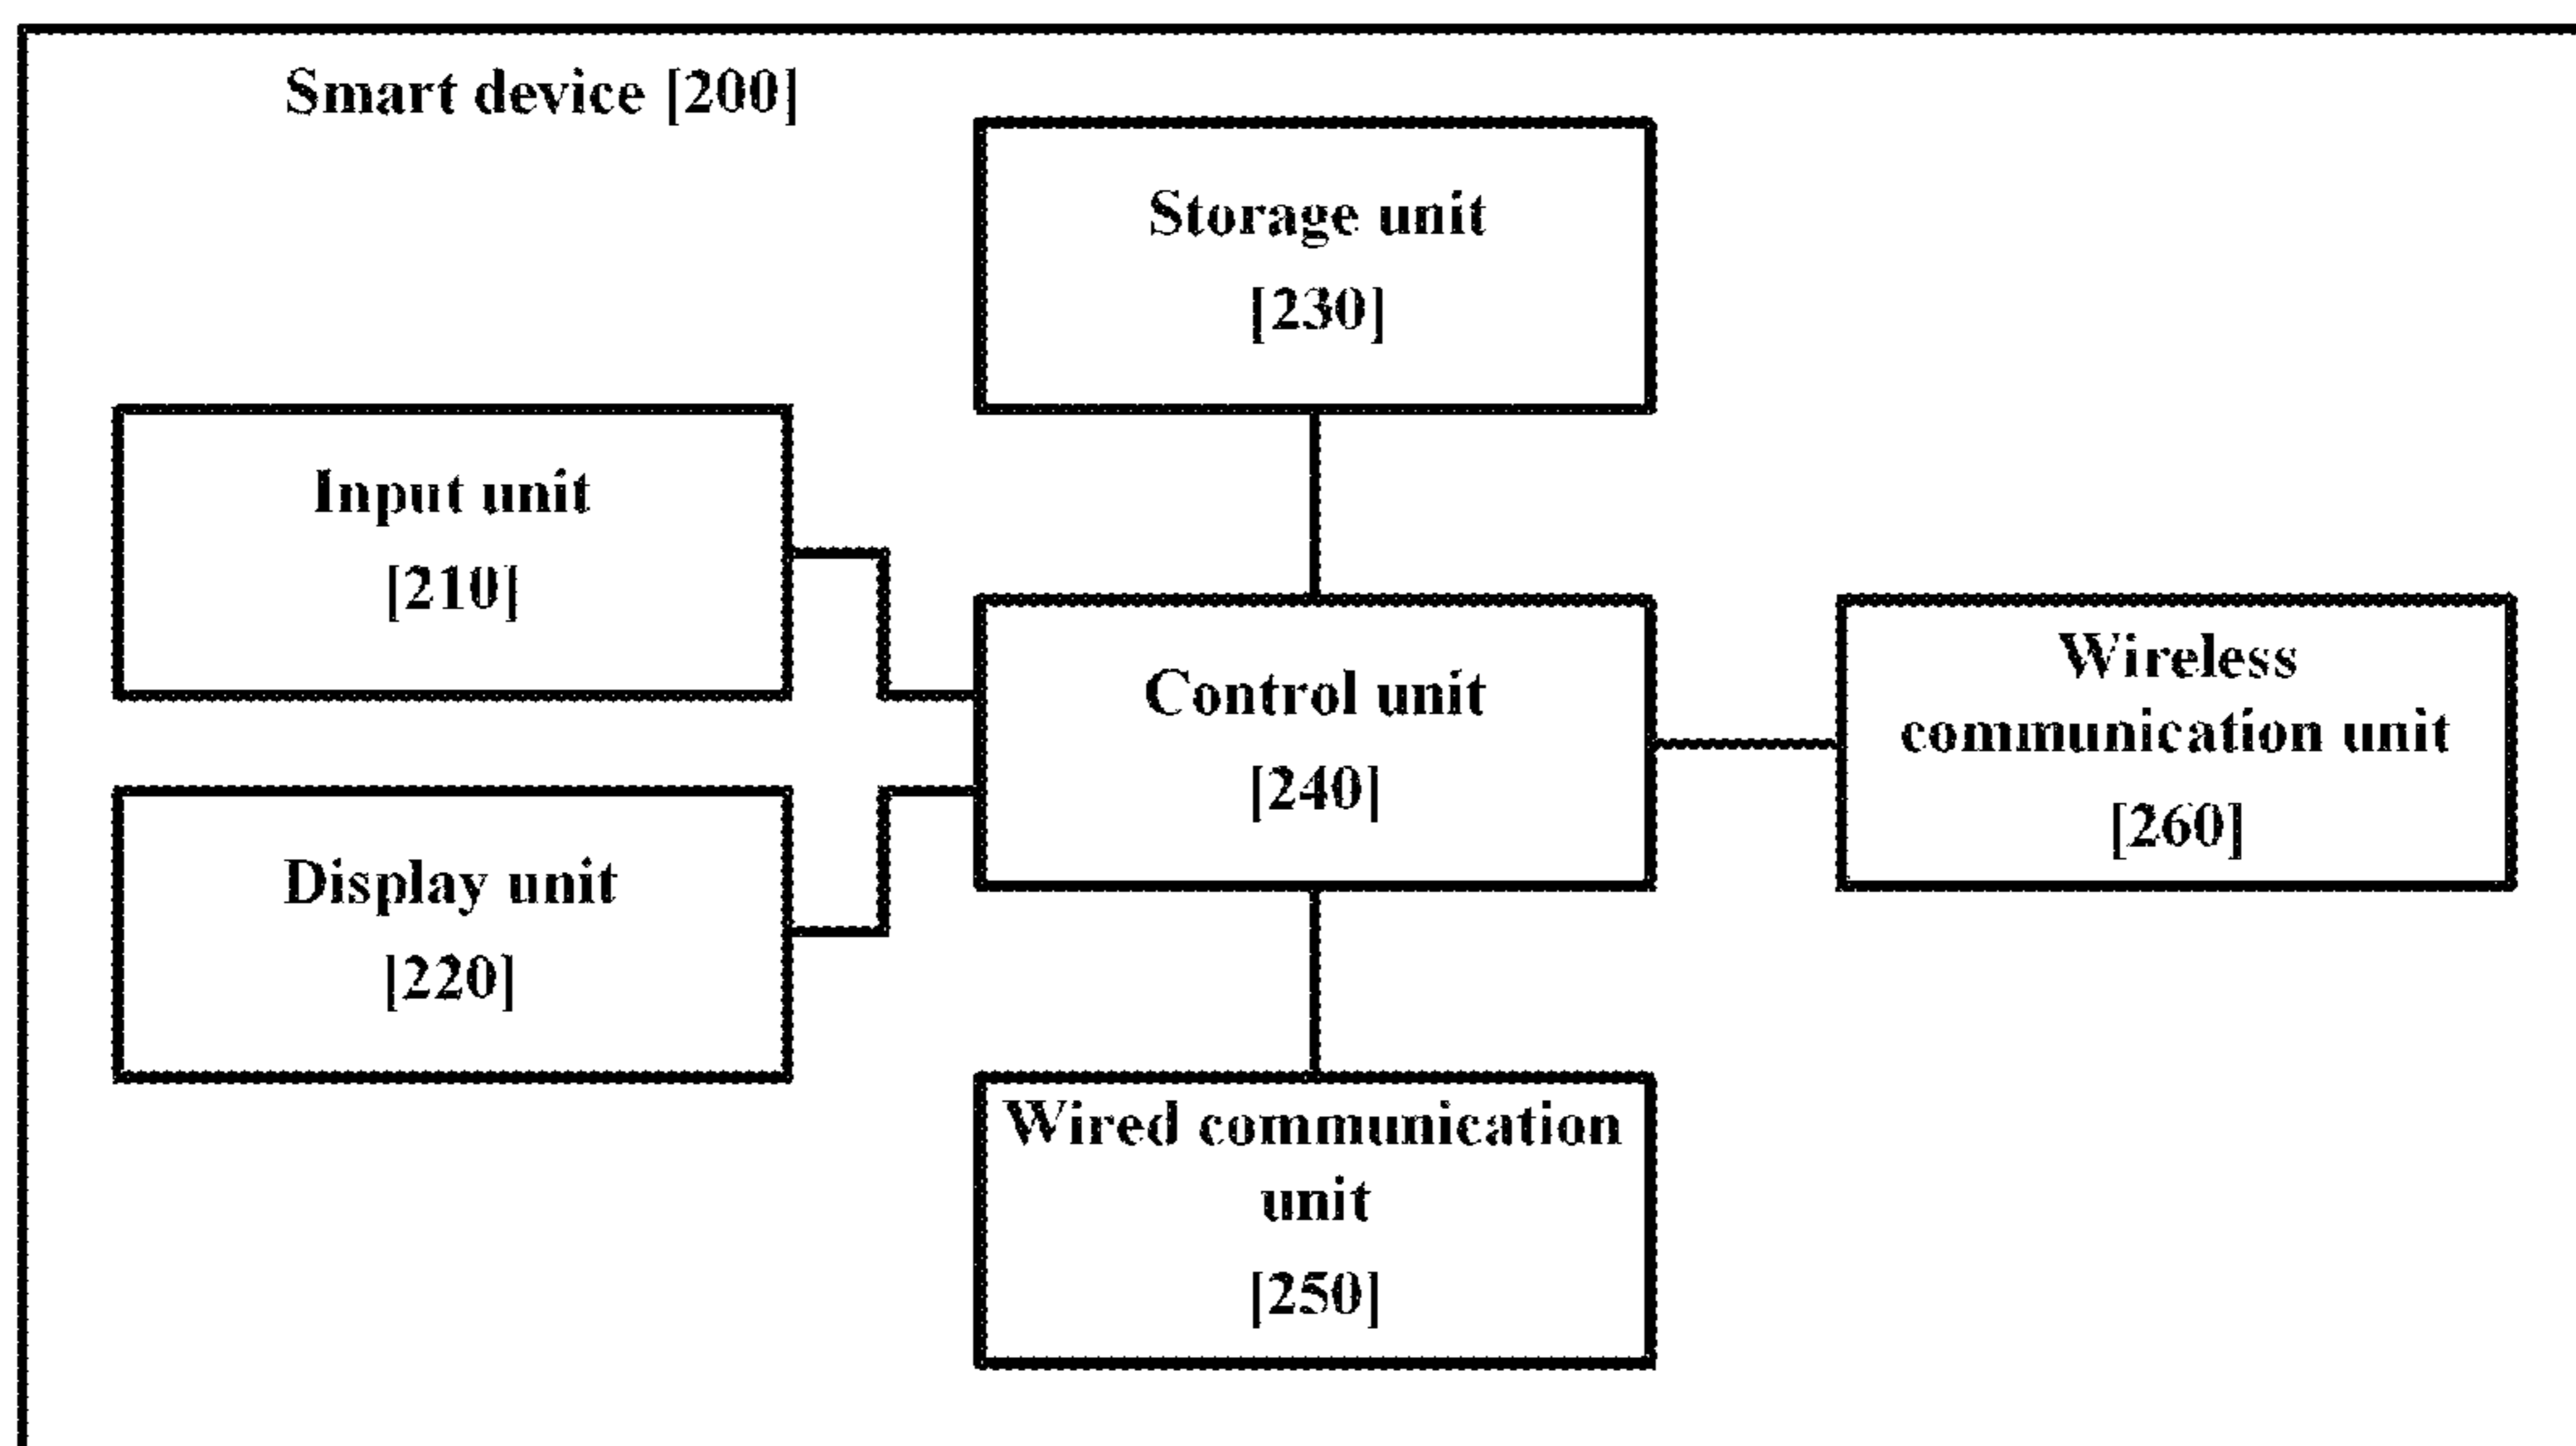 Smart device [200]
Storage unit
[230]
Input unit
[210]
Control unit
[240]
Wireless
communication unit
[260]
Display unit
[220]
Wired communication
unit
[250]